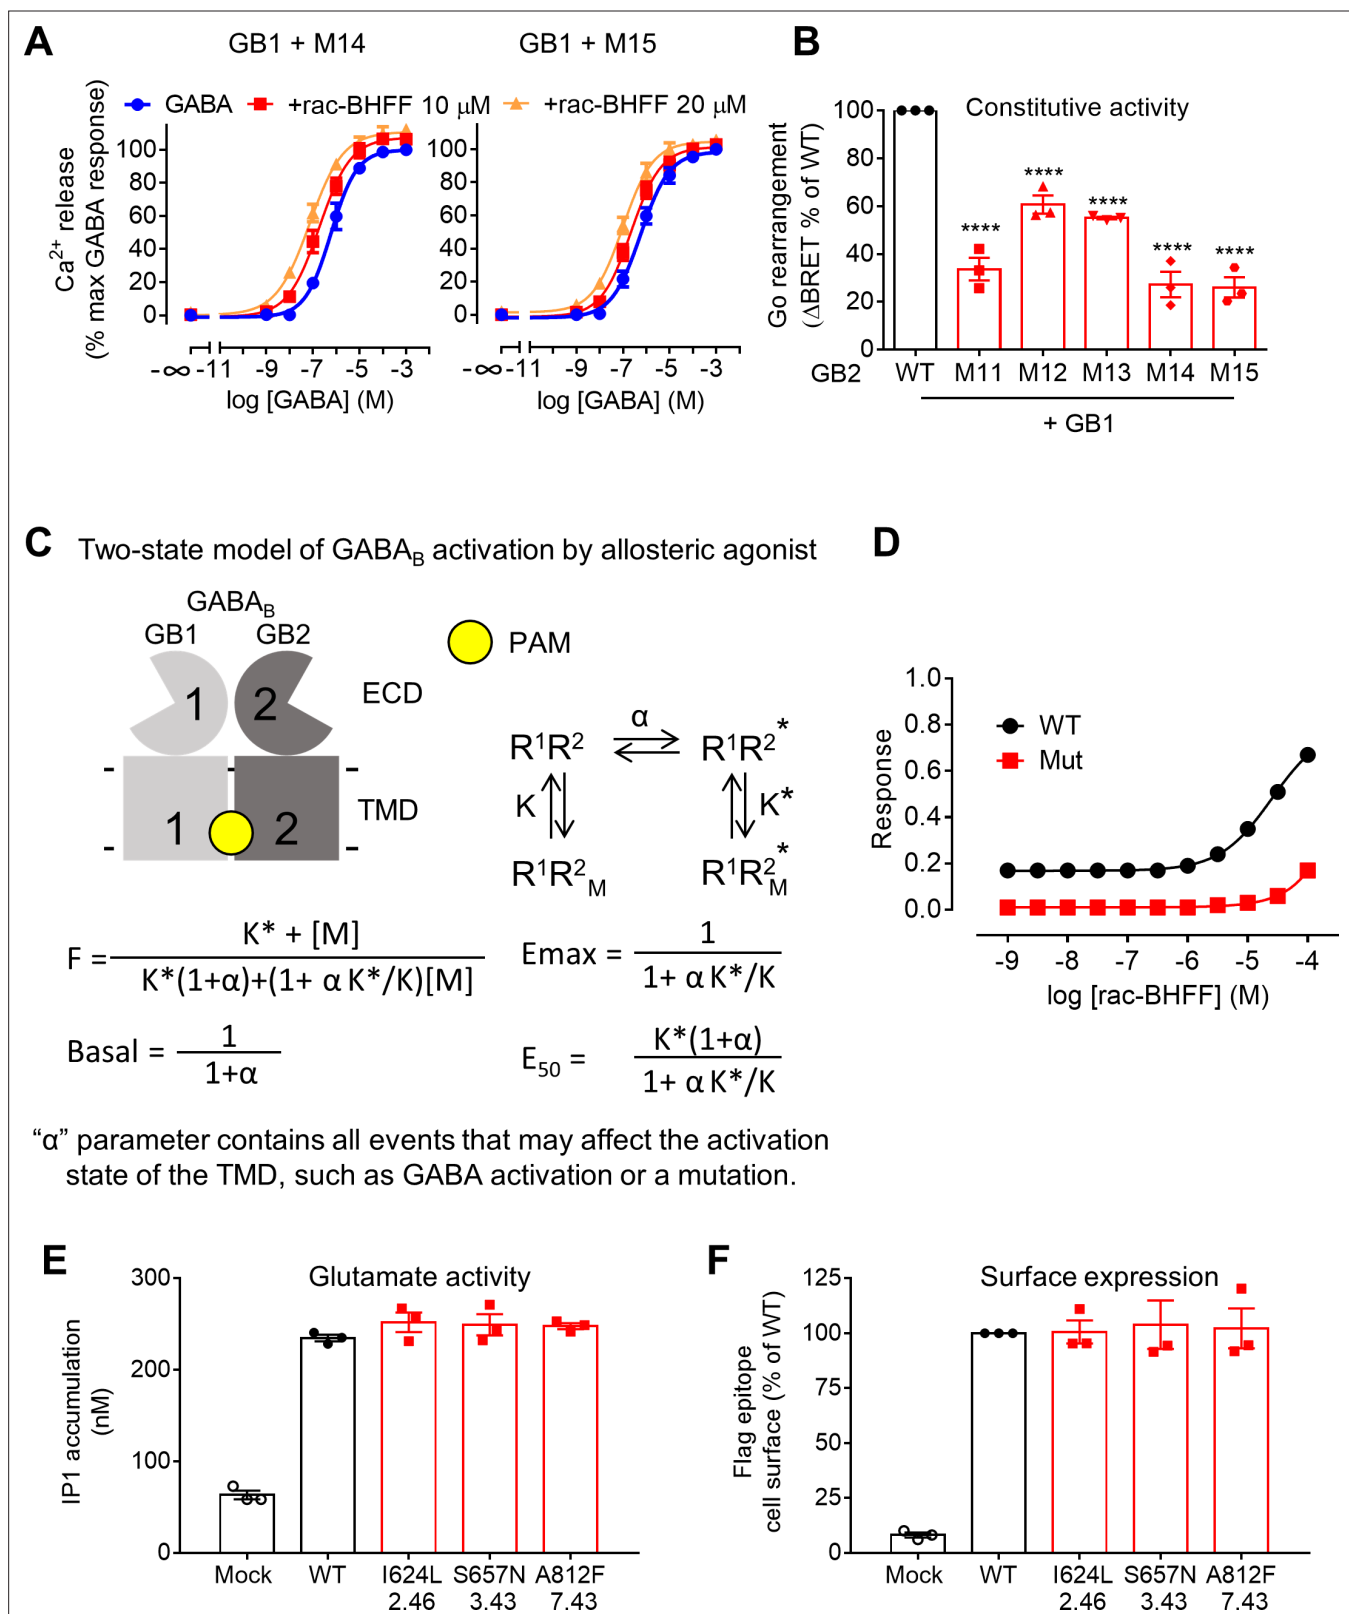 A
GB1 + M14
GB1 + M15
GABA
+rac-BHFF 10 μM
+rac-BHFF 20 μM
Ca2+ release
(% max GABA response)
100
80
60
40
20
0
-∞ -11 -9 -7 -5 -3
log [GABA] (M)
100
80
60
40
20
0
-∞ -11 -9 -7 -5 -3
log [GABA] (M)
B
Constitutive activity
Go rearrangement
(ΔBRET % of WT)
100
80
60
40
20
0
****
****
****
****
****
GB2 WT M11 M12 M13 M14 M15
+ GB1
C
Two-state model of GABAB activation by allosteric agonist
GABAB
GB1 GB2
PAM
1 2
ECD
1 2
TMD
R1R2 α R1R2*
K K*
R1R2M R1R2M*
F = K* + [M] / K*(1+α)+(1+ α K*/K)[M]
Emax = 1 / 1+ α K*/K
Basal = 1 / 1+α
E50 = K*(1+α) / 1+ α K*/K
“α” parameter contains all events that may affect the activation
state of the TMD, such as GABA activation or a mutation.
D
Response
1.0
0.8
0.6
0.4
0.2
0.0
WT
Mut
-9 -8 -7 -6 -5 -4
log [rac-BHFF] (M)
E
Glutamate activity
IP1 accumulation
(nM)
300
200
100
0
Mock WT I624L S657N A812F
2.46 3.43 7.43
F
Surface expression
Flag epitope
cell surface (% of WT)
125
100
75
50
25
0
Mock WT I624L S657N A812F
2.46 3.43 7.43